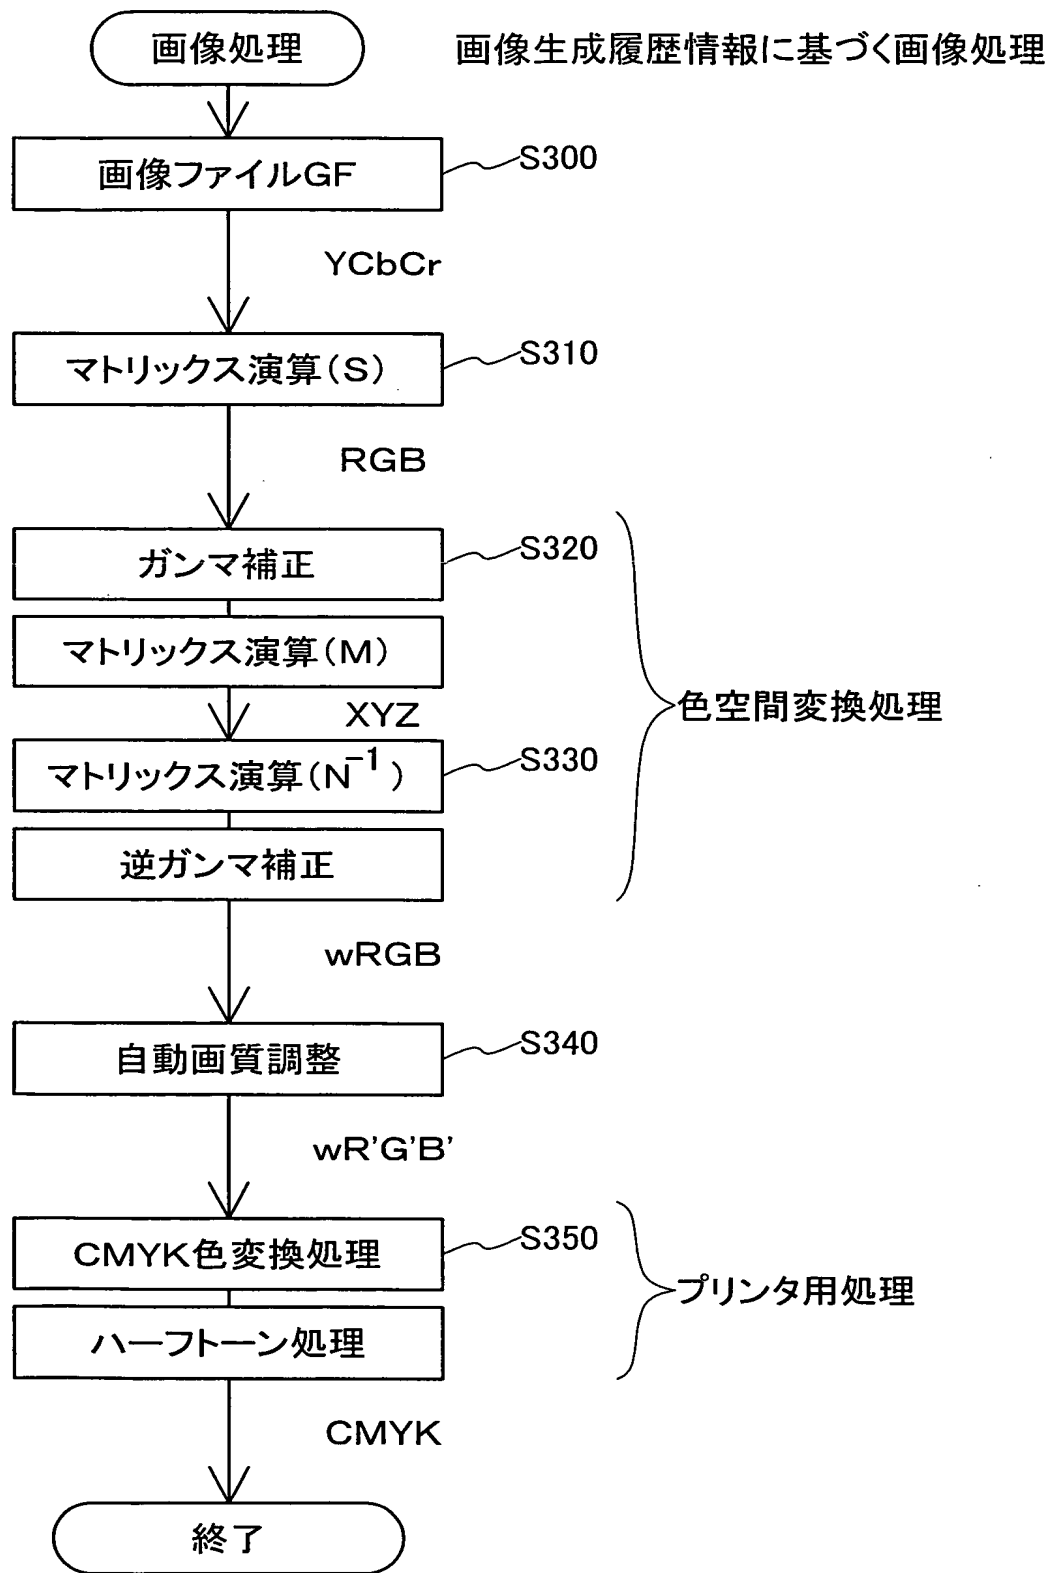 画像処理
画像生成履歴情報に基づく画像処理
画像ファイルGF
S300
YCbCr
マトリックス演算(S)
S310
RGB
ガンマ補正
S320
マトリックス演算(M)
XYZ
色空間変換処理
マトリックス演算(N⁻¹)
S330
逆ガンマ補正
wRGB
自動画質調整
S340
wR'G'B'
CMYK色変換処理
S350
プリンタ用処理
ハーフトーン処理
CMYK
終了